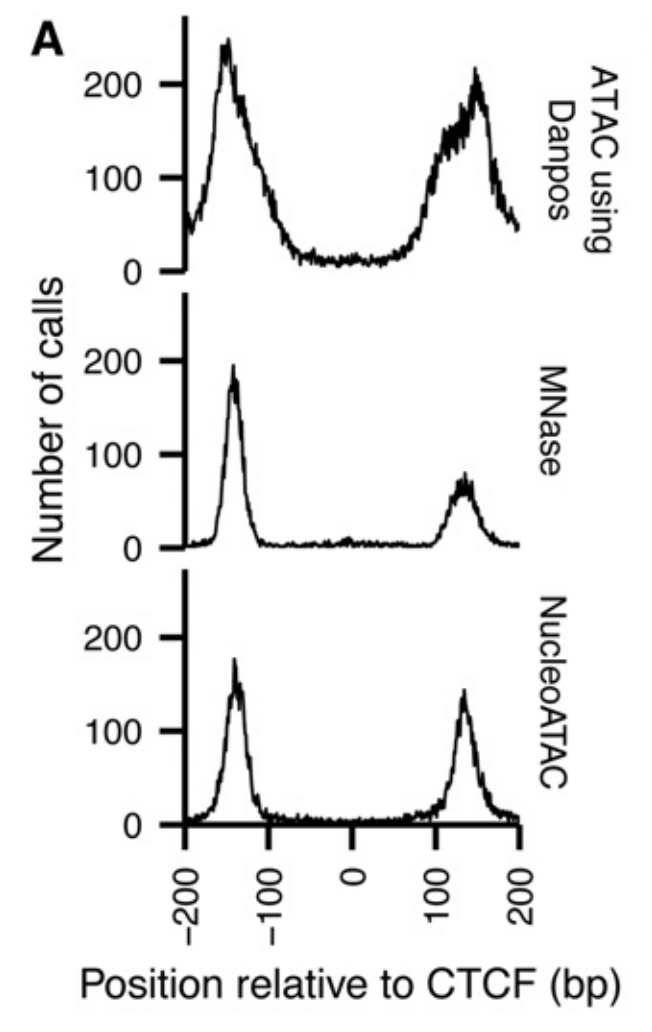 A
ATAC using
Danpos
200
100
0
Number of calls
MNase
200
100
0
NucleoATAC
200
100
0
−200
−100
0
100
200
Position relative to CTCF (bp)